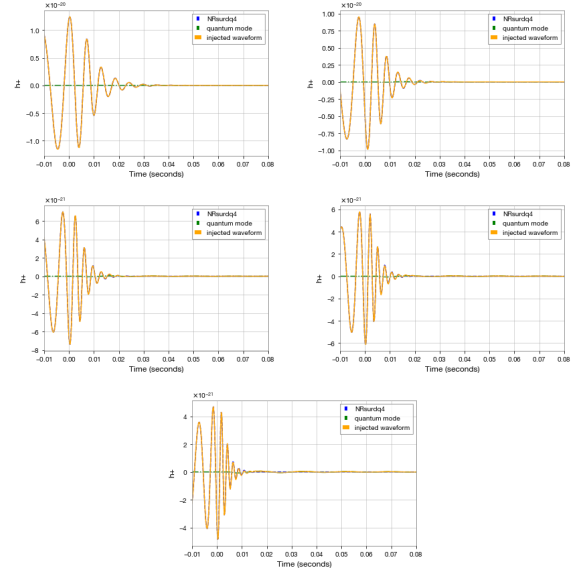 ×10⁻²⁰
1.0
0.5
0.0
−0.5
−1.0
h+
NRsurdq4
quantum mode
injected waveform
−0.01 0.00 0.01 0.02 0.03 0.04 0.05 0.06 0.07 0.08
Time (seconds)
×10⁻²⁰
1.00
0.75
0.50
0.25
0.00
−0.25
−0.50
−0.75
−1.00
h+
NRsurdq4
quantum mode
injected waveform
−0.01 0.00 0.01 0.02 0.03 0.04 0.05 0.06 0.07 0.08
Time (seconds)
×10⁻²¹
6
4
2
0
−2
−4
−6
−8
h+
NRsurdq4
quantum mode
injected waveform
−0.01 0.00 0.01 0.02 0.03 0.04 0.05 0.06 0.07 0.08
Time (seconds)
×10⁻²¹
6
4
2
0
−2
−4
−6
h+
NRsurdq4
quantum mode
injected waveform
−0.01 0.00 0.01 0.02 0.03 0.04 0.05 0.06 0.07 0.08
Time (seconds)
×10⁻²¹
4
2
0
−2
−4
h+
NRsurdq4
quantum mode
injected waveform
−0.01 0.00 0.01 0.02 0.03 0.04 0.05 0.06 0.07 0.08
Time (seconds)